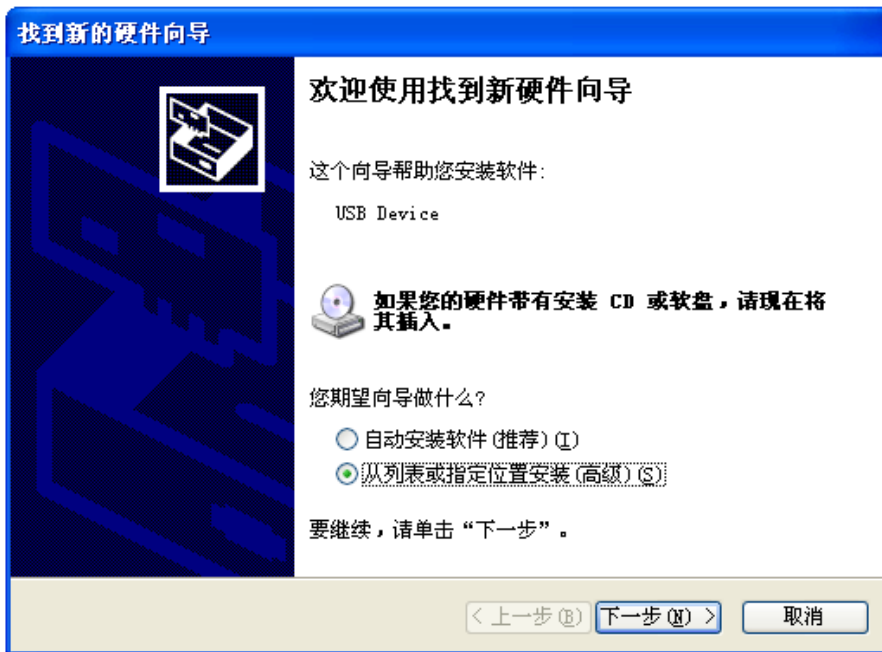 找到新的硬件向导
欢迎使用找到新硬件向导
这个向导帮助您安装软件:
USB Device
如果您的硬件带有安装 CD 或软盘，请现在将
其插入。
您期望向导做什么?
自动安装软件(推荐)(I)
从列表或指定位置安装(高级)(S)
要继续，请单击“下一步”。
< 上一步(B)
下一步(N) >
取消